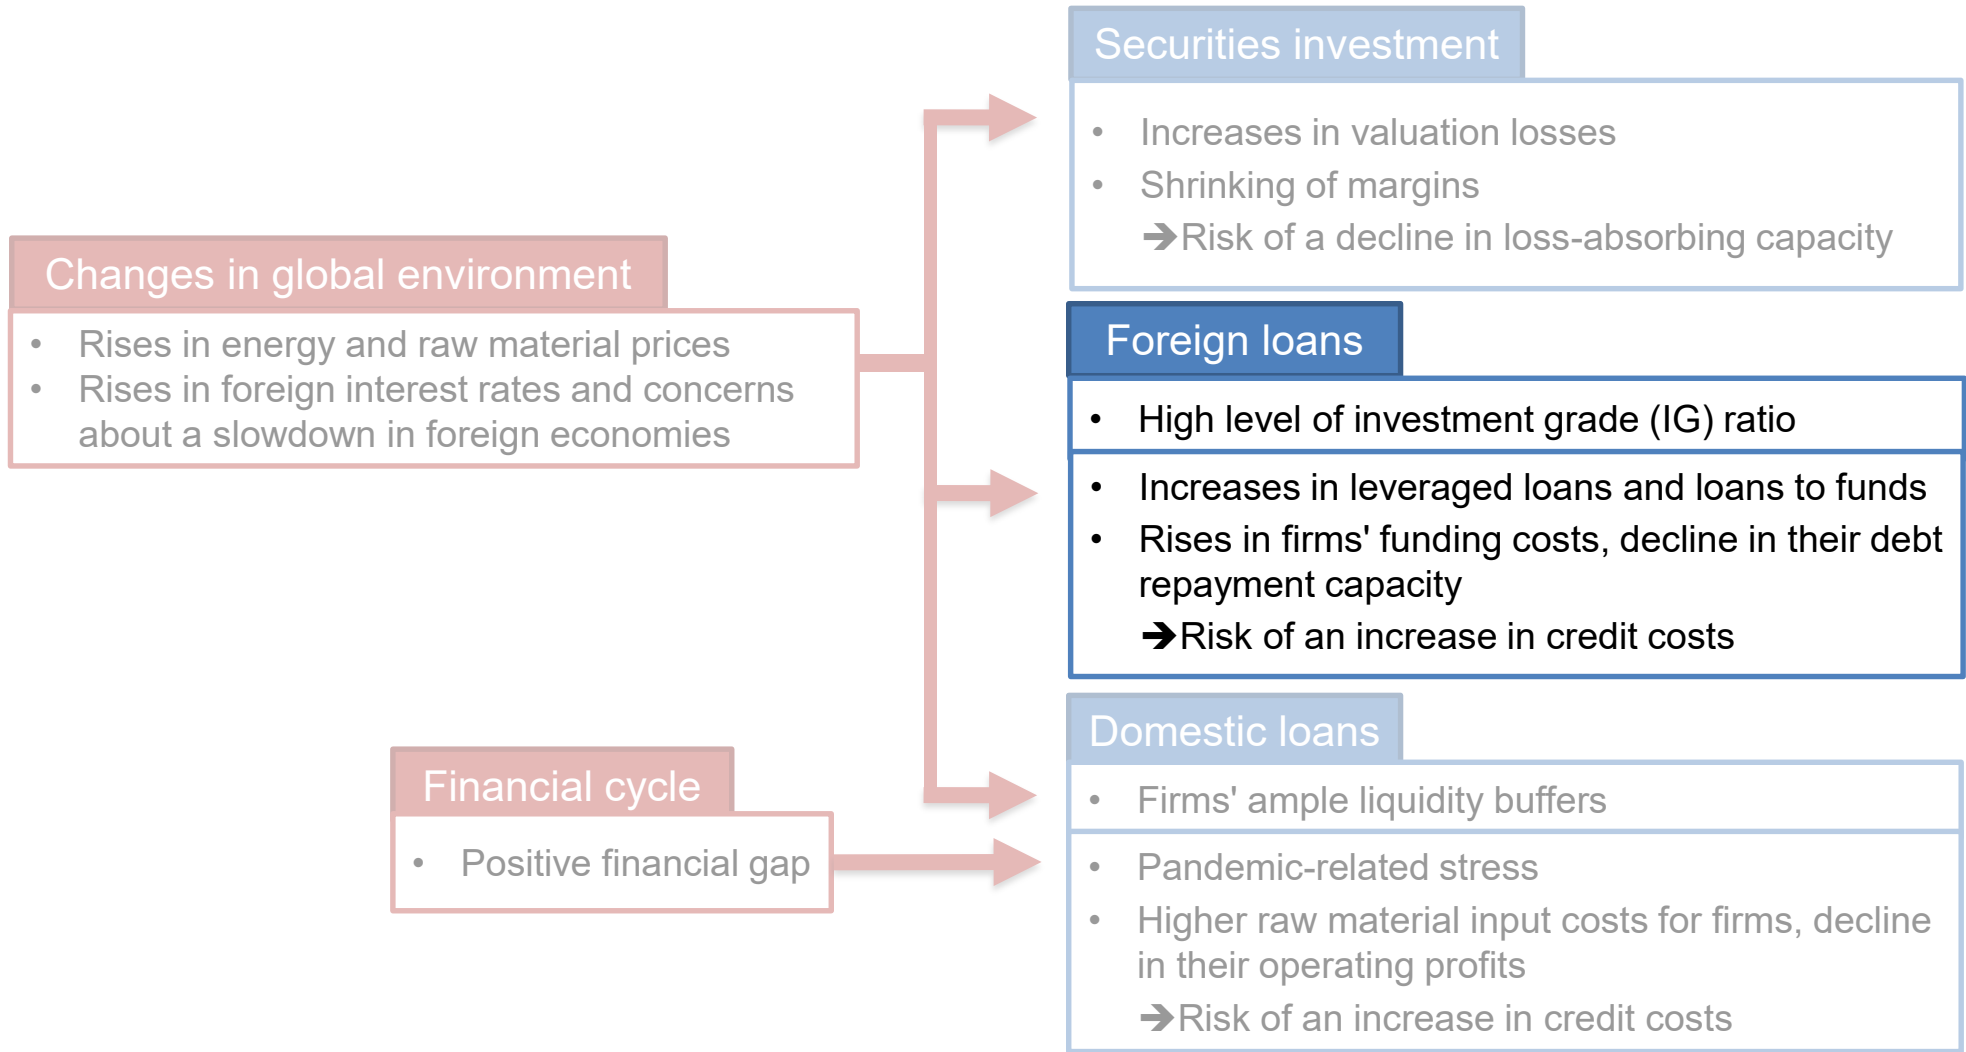 Securities investment
• Increases in valuation losses
• Shrinking of margins
➔Risk of a decline in loss-absorbing capacity
Changes in global environment
• Rises in energy and raw material prices
• Rises in foreign interest rates and concerns
about a slowdown in foreign economies
Foreign loans
• High level of investment grade (IG) ratio
• Increases in leveraged loans and loans to funds
• Rises in firms' funding costs, decline in their debt
repayment capacity
➔Risk of an increase in credit costs
Financial cycle
• Positive financial gap
Domestic loans
• Firms' ample liquidity buffers
• Pandemic-related stress
• Higher raw material input costs for firms, decline
in their operating profits
➔Risk of an increase in credit costs